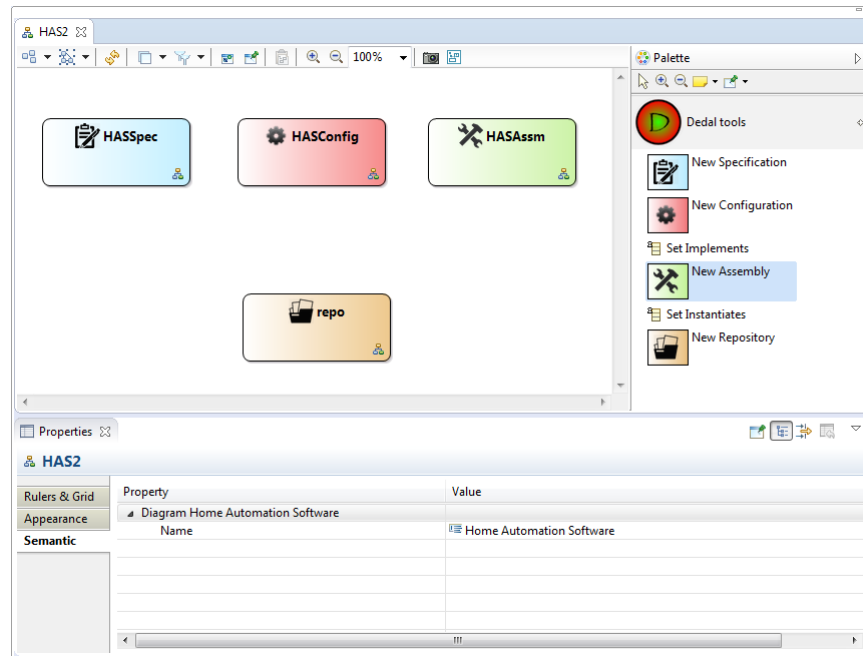 HAS2
100%
Palette
Dedal tools
New Specification
New Configuration
Set Implements
New Assembly
Set Instantiates
New Repository
HASSpec
HASConfig
HASAssm
repo
Properties
HAS2
Rulers & Grid
Appearance
Semantic
Property Value
Diagram Home Automation Software
Name Home Automation Software